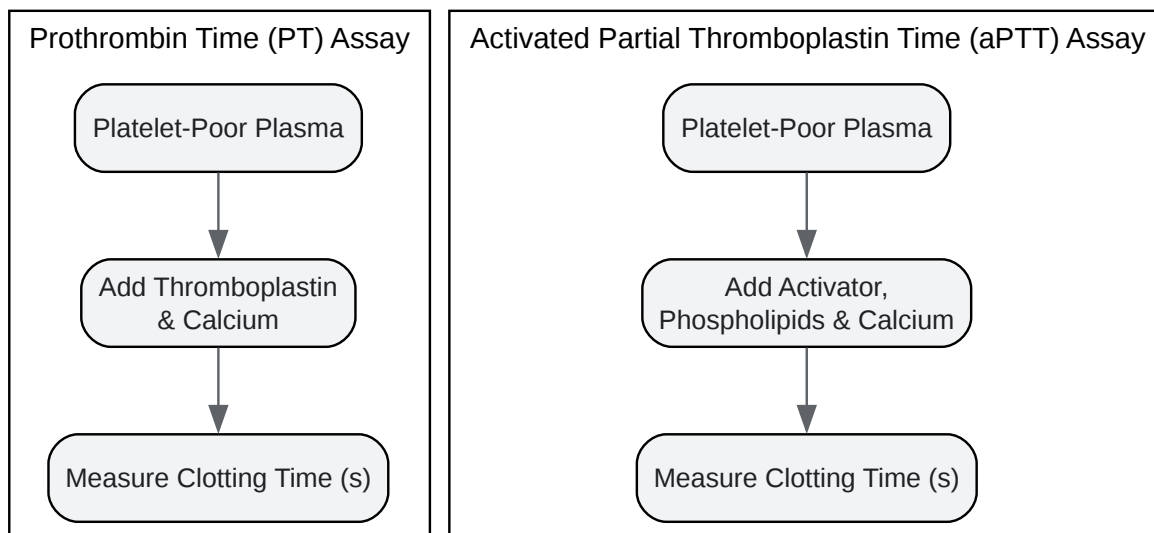 Prothrombin Time (PT) Assay
Platelet-Poor Plasma
Add Thromboplastin
& Calcium
Measure Clotting Time (s)
Activated Partial Thromboplastin Time (aPTT) Assay
Platelet-Poor Plasma
Add Activator,
Phospholipids & Calcium
Measure Clotting Time (s)